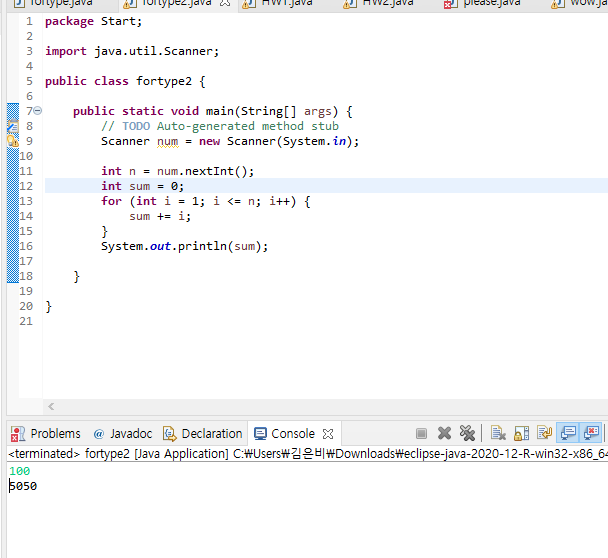 fortype.java fortype2.java HW1.java HW2.java please.java wow.ja
1 package Start;
2
3 import java.util.Scanner;
4
5 public class fortype2 {
6
7 public static void main(String[] args) {
8 // TODO Auto-generated method stub
9 Scanner num = new Scanner(System.in);
10
11 int n = num.nextInt();
12 int sum = 0;
13 for (int i = 1; i <= n; i++) {
14 sum += i;
15 }
16 System.out.println(sum);
17
18 }
19
20 }
21
Problems @ Javadoc Declaration Console
<terminated> fortype2 [Java Application] C:₩Users₩김은비₩Downloads₩eclipse-java-2020-12-R-win32-x86_64
100
5050